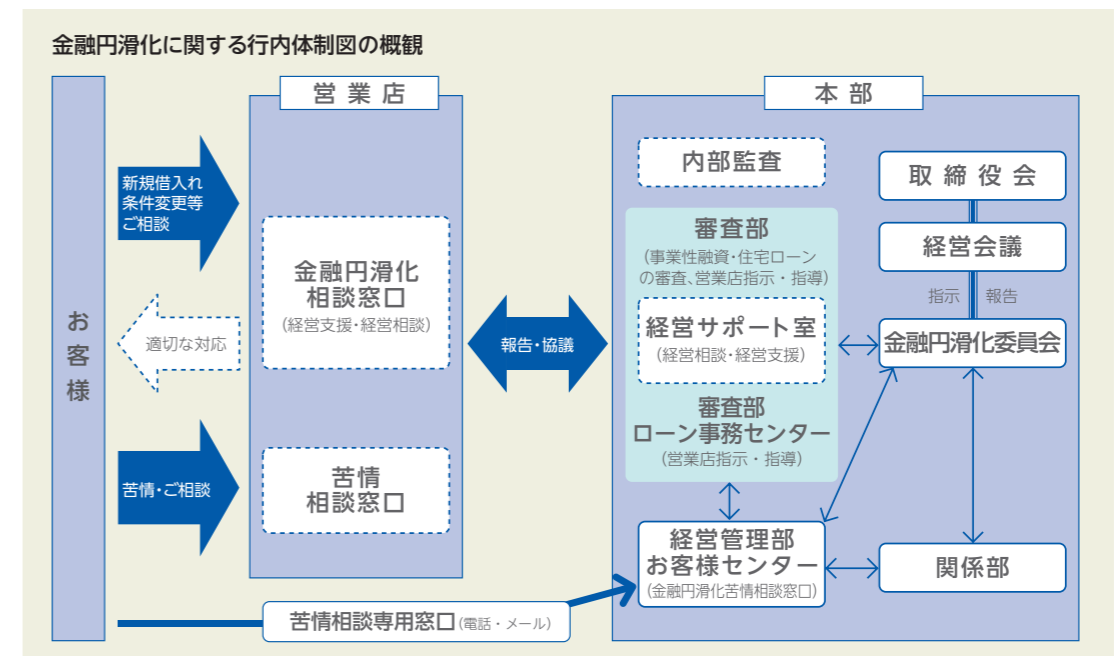 金融円滑化に関する行内体制図の概観
お客様
新規借入れ
条件変更等
ご相談
適切な対応
苦情・ご相談
営業店
金融円滑化
相談窓口
(経営支援・経営相談)
苦情
相談窓口
苦情相談専用窓口(電話・メール)
報告・協議
本部
内部監査
審査部
(事業性融資・住宅ローン
の審査、営業店指示・指導)
経営サポート室
(経営相談・経営支援)
審査部
ローン事務センター
(営業店指示・指導)
経営管理部
お客様センター
(金融円滑化苦情相談窓口)
取締役会
経営会議
指示 報告
金融円滑化委員会
関係部